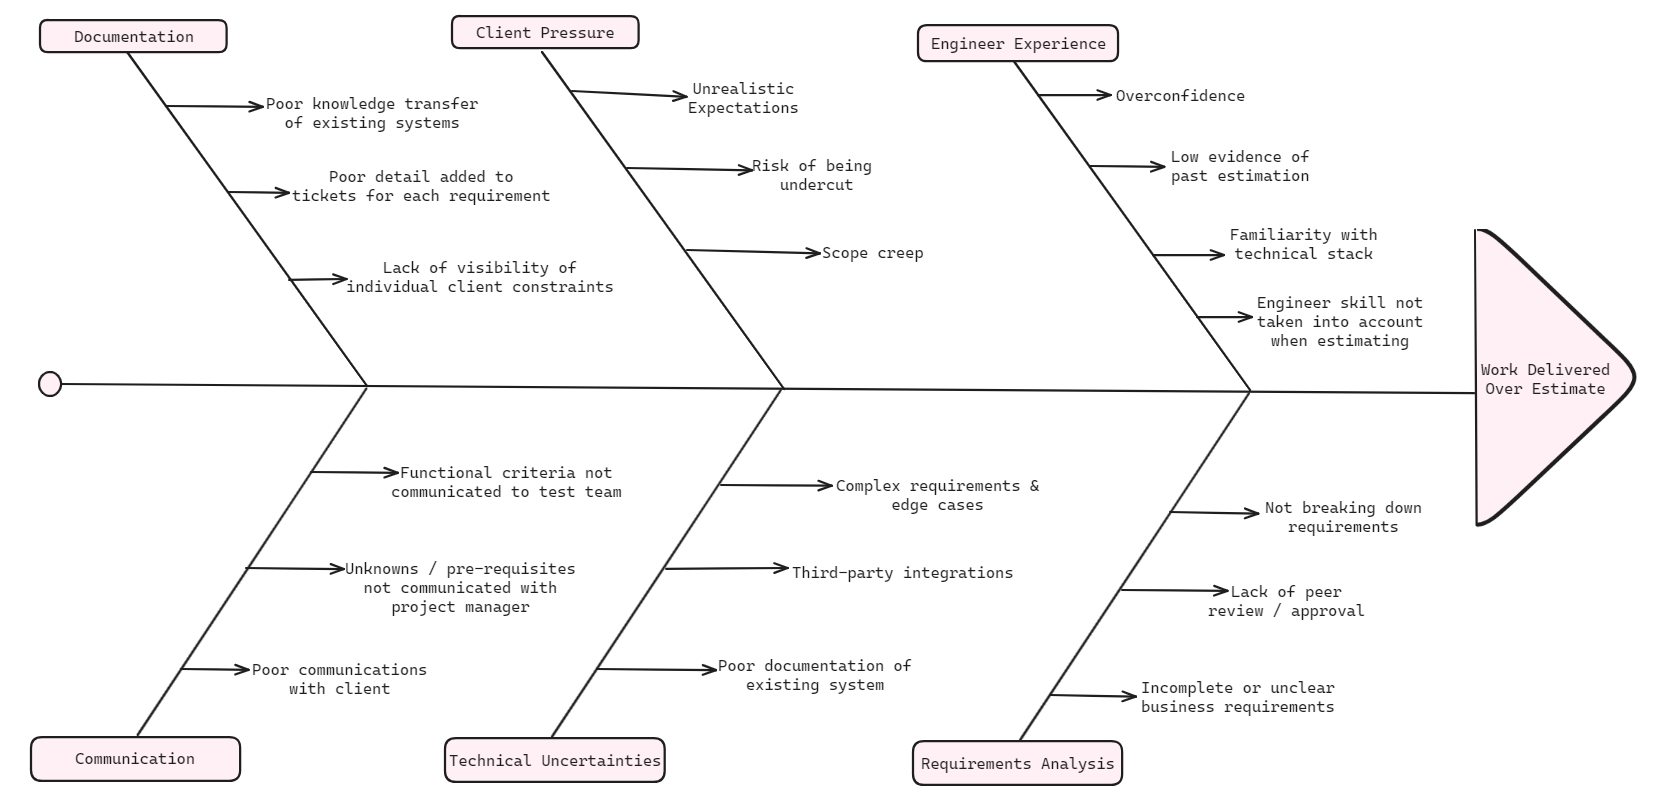 Documentation
Client Pressure
Engineer Experience
Poor knowledge transfer
of existing systems
Poor detail added to
tickets for each requirement
Lack of visibility of
individual client constraints
Unrealistic
Expectations
Risk of being
undercut
Scope creep
Overconfidence
Low evidence of
past estimation
Familiarity with
technical stack
Engineer skill not
taken into account
when estimating
Work Delivered
Over Estimate
Functional criteria not
communicated to test team
Unknowns / pre-requisites
not communicated with
project manager
Poor communications
with client
Complex requirements &
edge cases
Third-party integrations
Poor documentation of
existing system
Not breaking down
requirements
Lack of peer
review / approval
Incomplete or unclear
business requirements
Communication
Technical Uncertainties
Requirements Analysis